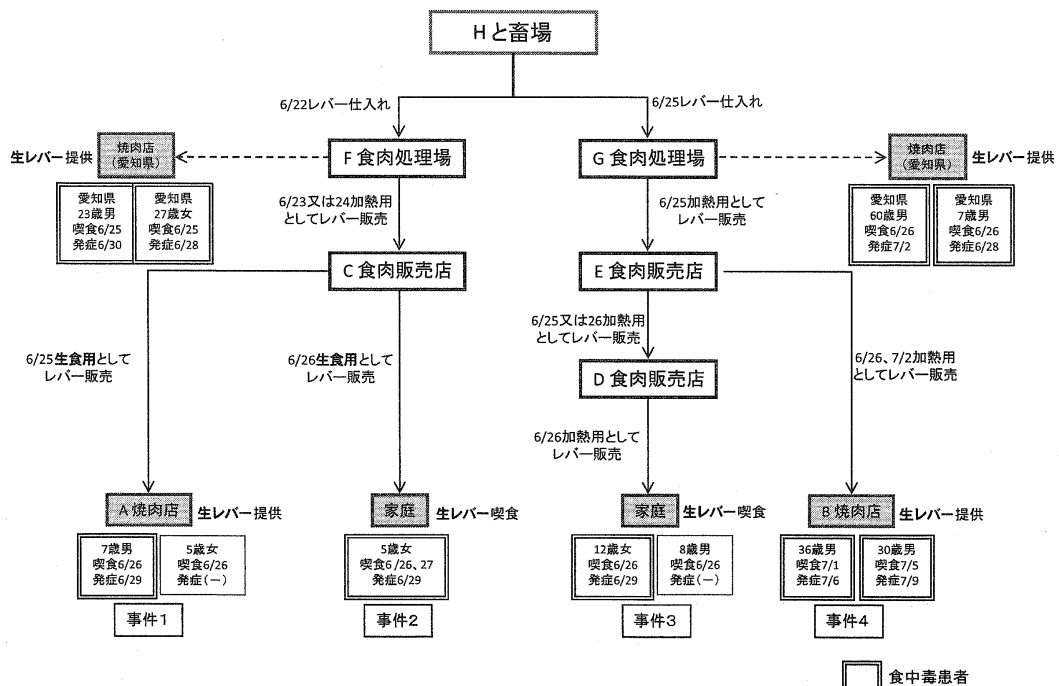 Hと畜場
6/22レバー仕入れ
6/25レバー仕入れ
生レバー提供
焼肉店
（愛知県）
F 食肉処理場
G 食肉処理場
焼肉店
（愛知県）
生レバー提供
愛知県
23歳男
喫食6/25
発症6/30
愛知県
27歳女
喫食6/25
発症6/28
6/23又は24加熱用
としてレバー販売
6/25加熱用として
レバー販売
愛知県
60歳男
喫食6/26
発症7/2
愛知県
7歳男
喫食6/26
発症6/28
C 食肉販売店
E 食肉販売店
6/25生食用として
レバー販売
6/26生食用として
レバー販売
6/25又は26加熱用
としてレバー販売
6/26、7/2加熱用
としてレバー販売
D 食肉販売店
6/26加熱用として
レバー販売
A 焼肉店
生レバー提供
家庭
生レバー喫食
家庭
生レバー喫食
B 焼肉店
生レバー提供
7歳男
喫食6/26
発症6/29
5歳女
喫食6/26
発症(－)
5歳女
喫食6/26、27
発症6/29
12歳女
喫食6/26
発症6/29
8歳男
喫食6/26
発症(－)
36歳男
喫食7/1
発症7/6
30歳男
喫食7/5
発症7/9
事件1
事件2
事件3
事件4
食中毒患者